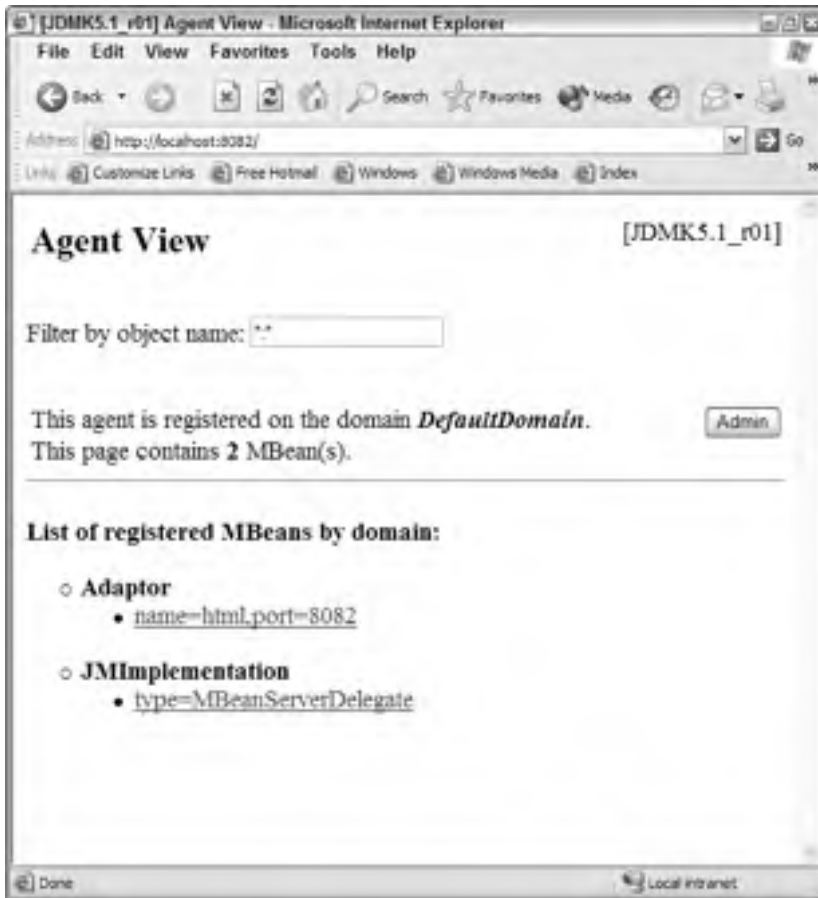 [JDMK5.1_r01] Agent View - Microsoft Internet Explorer
File Edit View Favorites Tools Help
Back Search Favorites Media
Address http://localhost:8082/ Go
Links Customize Links Free Hotmail Windows Windows Media Index
Agent View [JDMK5.1_r01]
Filter by object name: *:*
This agent is registered on the domain DefaultDomain. Admin
This page contains 2 MBean(s).
List of registered MBeans by domain:
Adaptor
name=html,port=8082
JMImplementation
type=MBeanServerDelegate
Done Local intranet